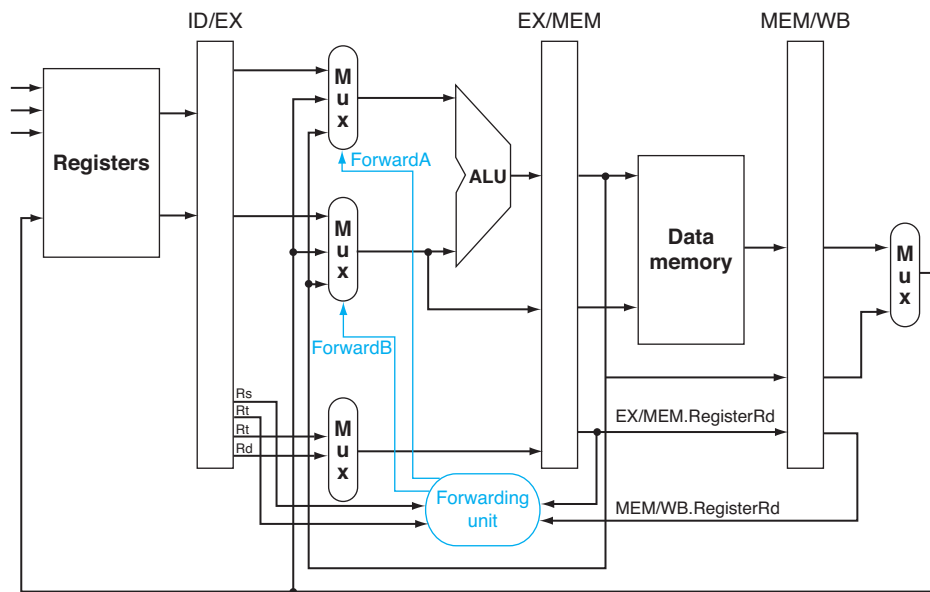 ID/EX
EX/MEM
MEM/WB
Registers
M
u
x
ForwardA
ALU
M
u
x
ForwardB
Data
memory
M
u
x
Rs
Rt
Rt
Rd
M
u
x
EX/MEM.RegisterRd
Forwarding
unit
MEM/WB.RegisterRd